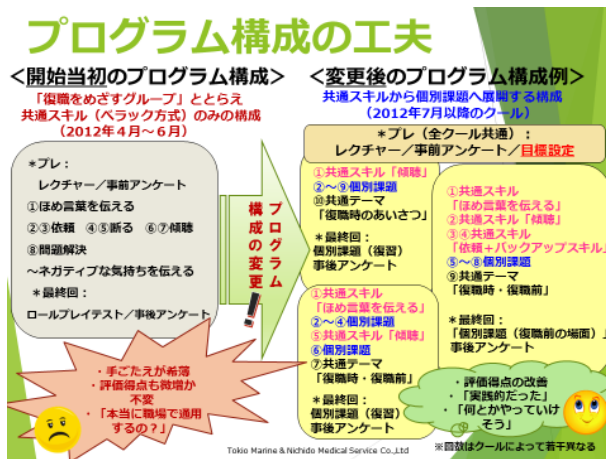 プログラム構成の工夫
＜開始当初のプログラム構成＞
「復職をめざすグループ」ととらえ
共通スキル（ベラック方式）のみの構成
（2012年４月～６月）
＊プレ：
レクチャー／事前アンケート
①ほめ言葉を伝える
②③依頼　④⑤断る　⑥⑦傾聴
⑧問題解決
～ネガティブな気持ちを伝える
＊最終回：
ロールプレイテスト／事後アンケート
・手ごたえが希薄
・評価得点も微増か
不変
・「本当に職場で通用
するの？」
プログラム
構成の変更
＜変更後のプログラム構成例＞
共通スキルから個別課題へ展開する構成
（2012年7月以降のクール）
＊プレ（全クール共通）：
レクチャー／事前アンケート／目標設定
①共通スキル「傾聴」
②～⑨個別課題
⑩共通テーマ
「復職時のあいさつ」
＊最終回：
個別課題（復習）
事後アンケート
①共通スキル
「ほめ言葉を伝える」
②～④個別課題
⑤共通スキル「傾聴」
⑥個別課題
⑦共通テーマ
「復職時・復職前」
＊最終回：
個別課題（復習）
事後アンケート
①共通スキル
「ほめ言葉を伝える」
②共通スキル「傾聴」
③④共通スキル
「依頼＋バックアップスキル」
⑤～⑧個別課題
⑨共通テーマ
「復職時・復職前」
＊最終回：
「個別課題（復職前の場面）」
事後アンケート
・評価得点の改善
・「実践的だった」
・「何とかやっていけ
そう」
Tokio Marine & Nichido Medical Service Co.,Ltd
※回数はクールによって若干異なる